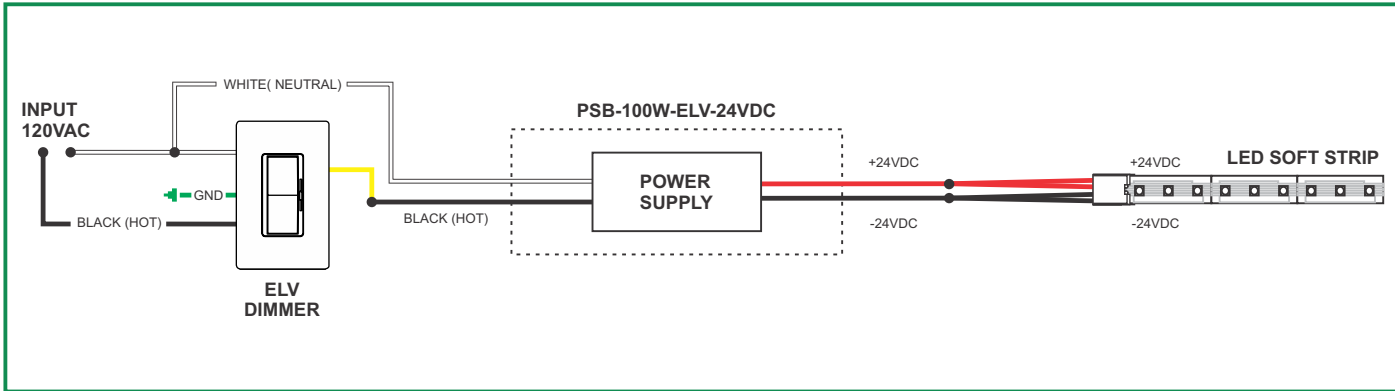 WHITE( NEUTRAL)
INPUT
120VAC
GND
BLACK (HOT)
ELV
DIMMER
BLACK (HOT)
PSB-100W-ELV-24VDC
POWER
SUPPLY
+24VDC
-24VDC
+24VDC
-24VDC
LED SOFT STRIP